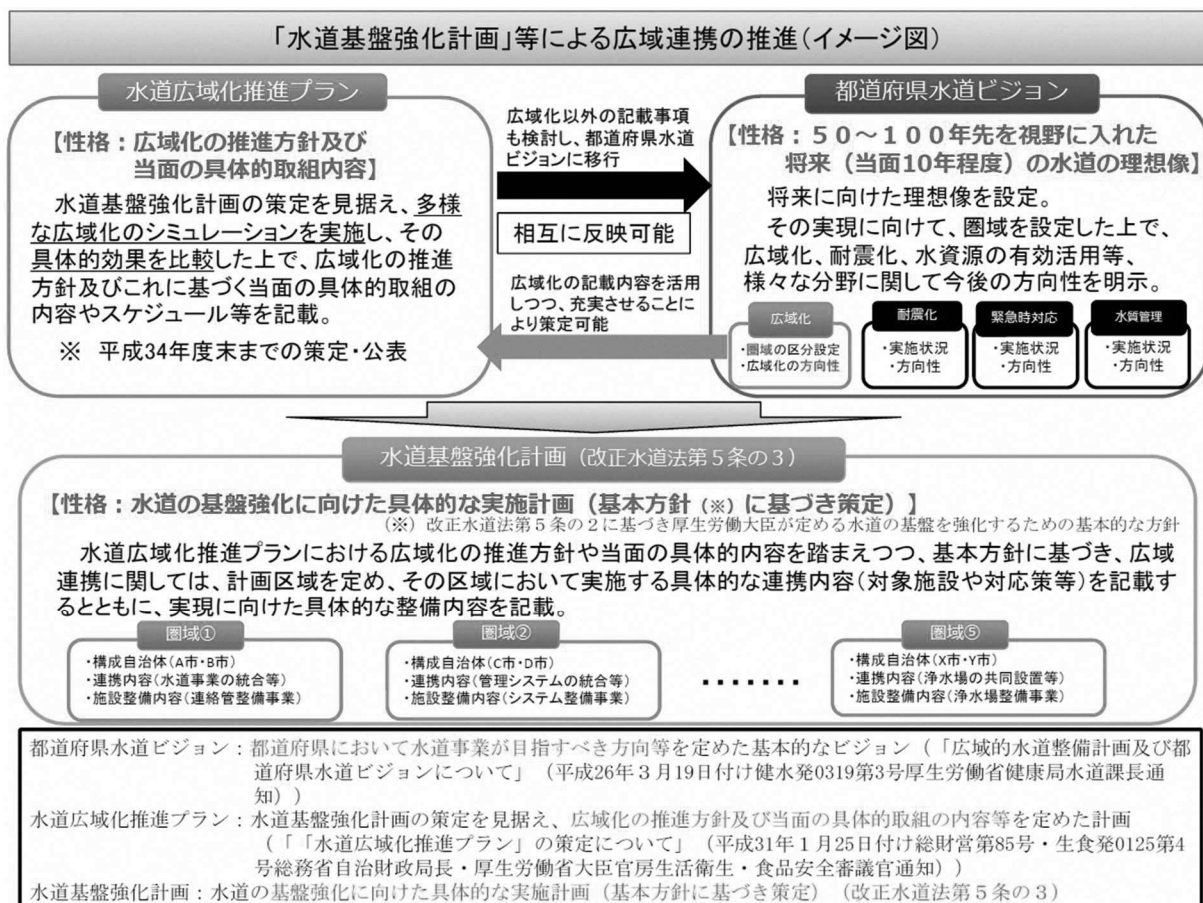 「水道基盤強化計画」等による広域連携の推進(イメージ図)
水道広域化推進プラン
【性格:広域化の推進方針及び
当面の具体的取組内容】
水道基盤強化計画の策定を見据え、多様
な広域化のシミュレーションを実施し、その
具体的効果を比較した上で、広域化の推進
方針及びこれに基づく当面の具体的取組の
内容やスケジュール等を記載。
※ 平成34年度末までの策定・公表
広域化以外の記載事項
も検討し、都道府県水道
ビジョンに移行
相互に反映可能
広域化の記載内容を活用
しつつ、充実させることに
より策定可能
都道府県水道ビジョン
【性格:50~100年先を視野に入れた
将来(当面10年程度)の水道の理想像】
将来に向けた理想像を設定。
その実現に向けて、圏域を設定した上で、
広域化、耐震化、水資源の有効活用等、
様々な分野に関して今後の方向性を明示。
広域化
・圏域の区分設定
・広域化の方向性
耐震化
・実施状況
・方向性
緊急時対応
・実施状況
・方向性
水質管理
・実施状況
・方向性
水道基盤強化計画(改正水道法第5条の3)
【性格:水道の基盤強化に向けた具体的な実施計画(基本方針(※)に基づき策定)】
(※)改正水道法第5条の2に基づき厚生労働大臣が定める水道の基盤を強化するための基本的な方針
水道広域化推進プランにおける広域化の推進方針や当面の具体的内容を踏まえつつ、基本方針に基づき、広域
連携に関しては、計画区域を定め、その区域において実施する具体的な連携内容(対象施設や対応策等)を記載す
るとともに、実現に向けた具体的な整備内容を記載。
圏域①
・構成自治体(A市・B市)
・連携内容(水道事業の統合等)
・施設整備内容(連絡管整備事業)
圏域②
・構成自治体(C市・D市)
・連携内容(管理システムの統合等)
・施設整備内容(システム整備事業)
・・・・・・・
圏域⑤
・構成自治体(X市・Y市)
・連携内容(浄水場の共同設置等)
・施設整備内容(浄水場整備事業)
都道府県水道ビジョン:都道府県において水道事業が目指すべき方向等を定めた基本的なビジョン(「広域的水道整備計画及び都
道府県水道ビジョンについて」(平成26年3月19日付け健水発0319第3号厚生労働省健康局水道課長通
知))
水道広域化推進プラン:水道基盤強化計画の策定を見据え、広域化の推進方針及び当面の具体的取組の内容等を定めた計画
(「「水道広域化推進プラン」の策定について」(平成31年1月25日付け総財営第85号・生食発0125第4
号総務省自治財政局長・厚生労働省大臣官房生活衛生・食品安全審議官通知))
水道基盤強化計画:水道の基盤強化に向けた具体的な実施計画(基本方針に基づき策定)(改正水道法第5条の3)